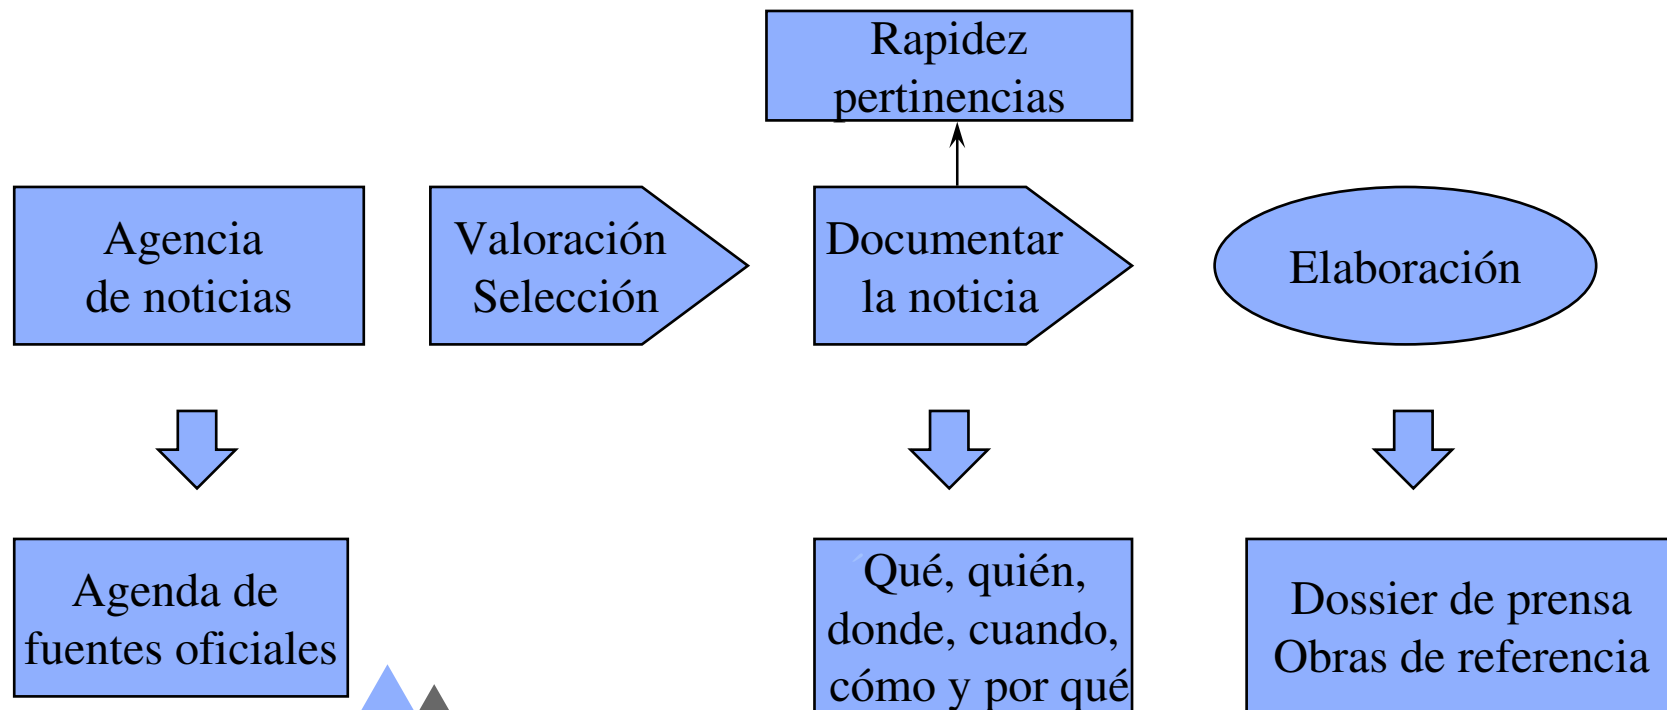 Rapidez
pertinencias
Agencia
de noticias
Valoración
Selección
Documentar
la noticia
Elaboración
Agenda de
fuentes oficiales
Qué, quién,
donde, cuando,
cómo y por qué
Dossier de prensa
Obras de referencia